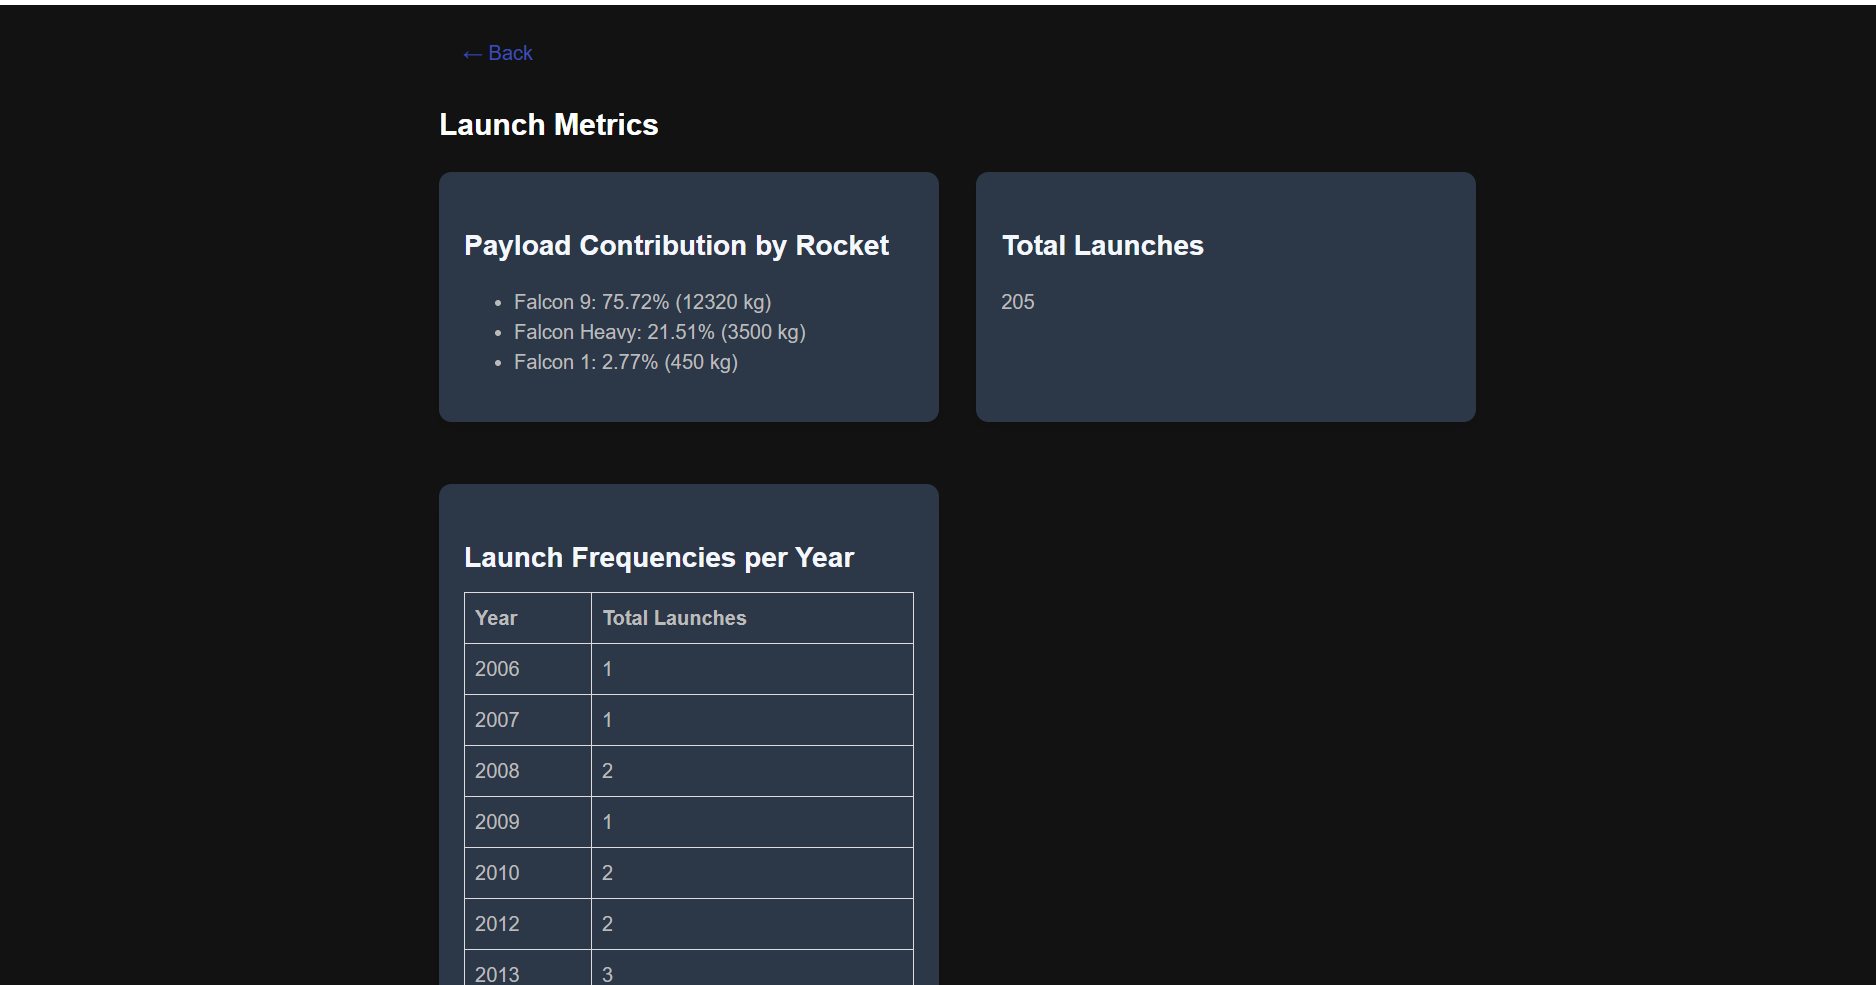 ← Back
Launch Metrics
Payload Contribution by Rocket
• Falcon 9: 75.72% (12320 kg)
• Falcon Heavy: 21.51% (3500 kg)
• Falcon 1: 2.77% (450 kg)
Total Launches
205
Launch Frequencies per Year
Year Total Launches
2006 1
2007 1
2008 2
2009 1
2010 2
2012 2
2013 3